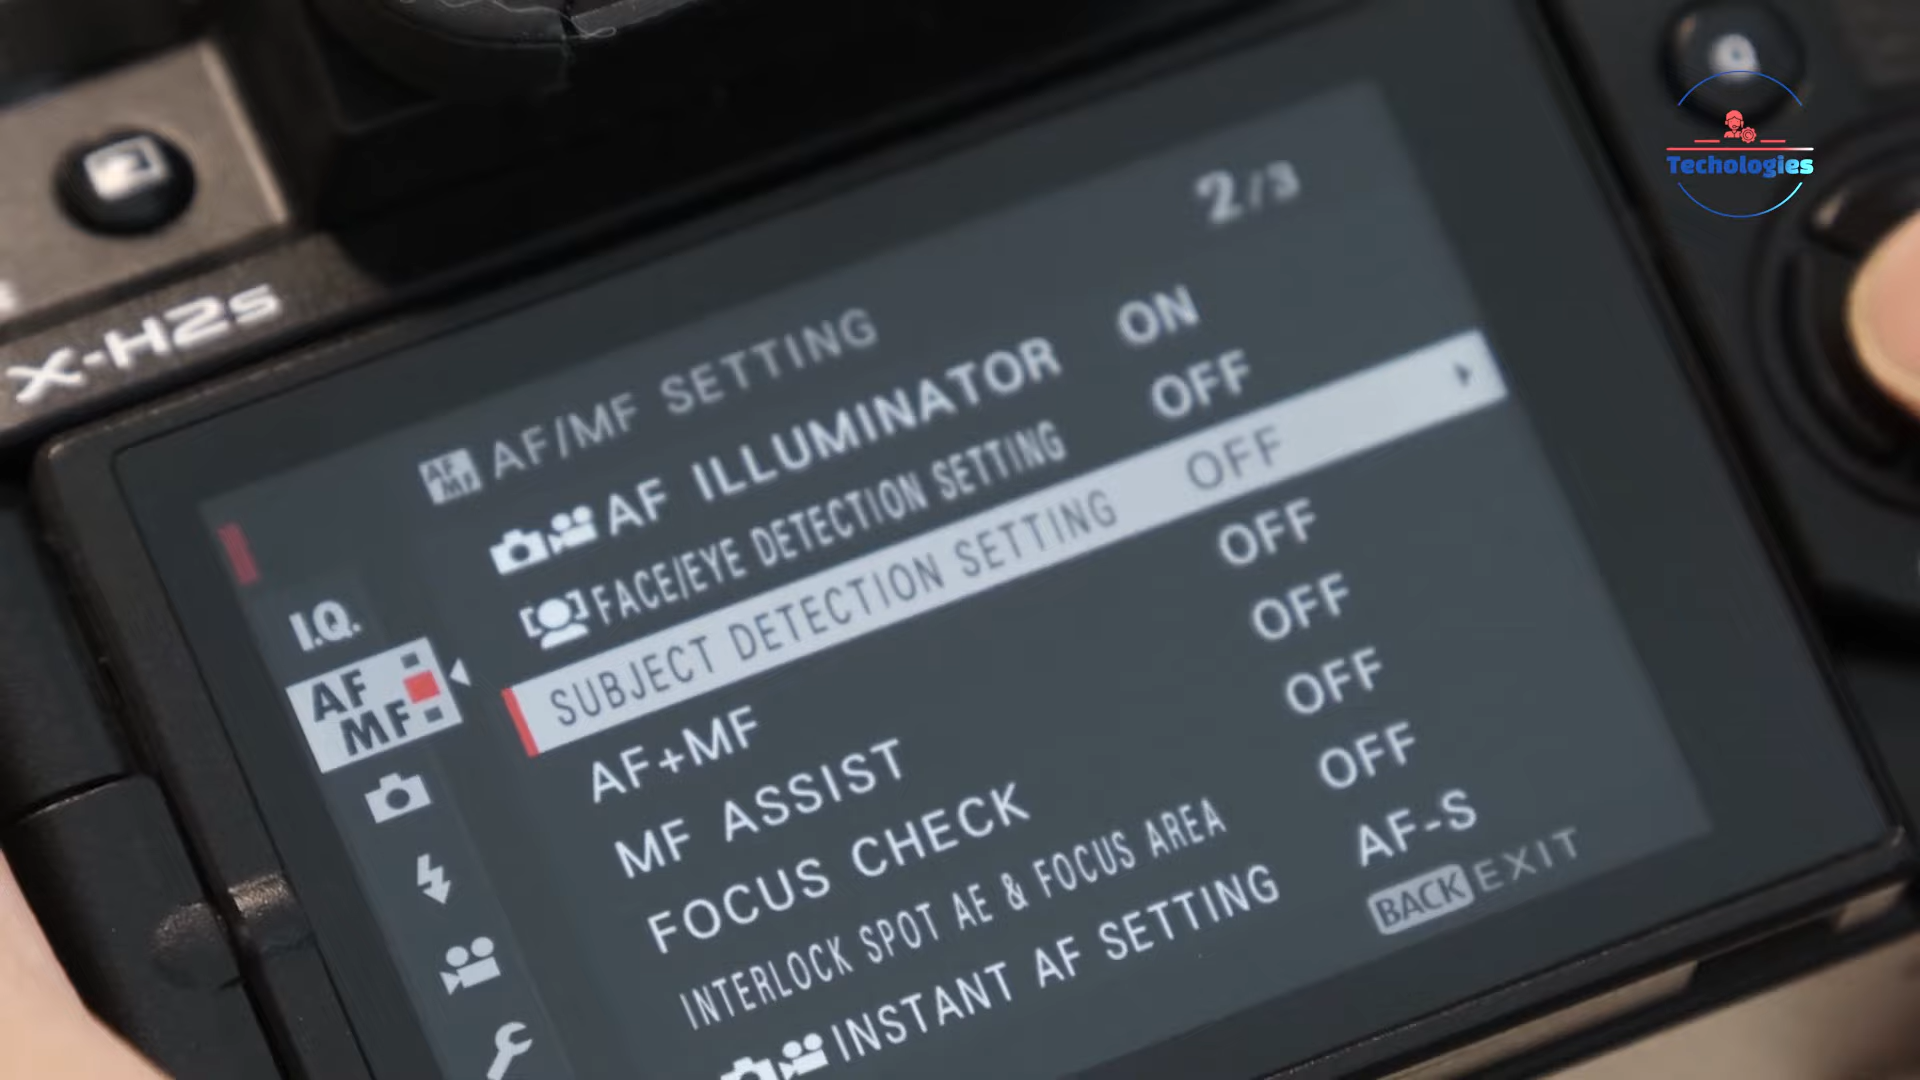 Q
Techologies
X-H2S
2/3
AF MF AF/MF SETTING
AF ILLUMINATOR ON
FACE/EYE DETECTION SETTING OFF
SUBJECT DETECTION SETTING OFF
AF+MF OFF
MF ASSIST OFF
FOCUS CHECK OFF
INTERLOCK SPOT AE & FOCUS AREA OFF
INSTANT AF SETTING AF-S
I.Q.
AF
MF
BACK EXIT